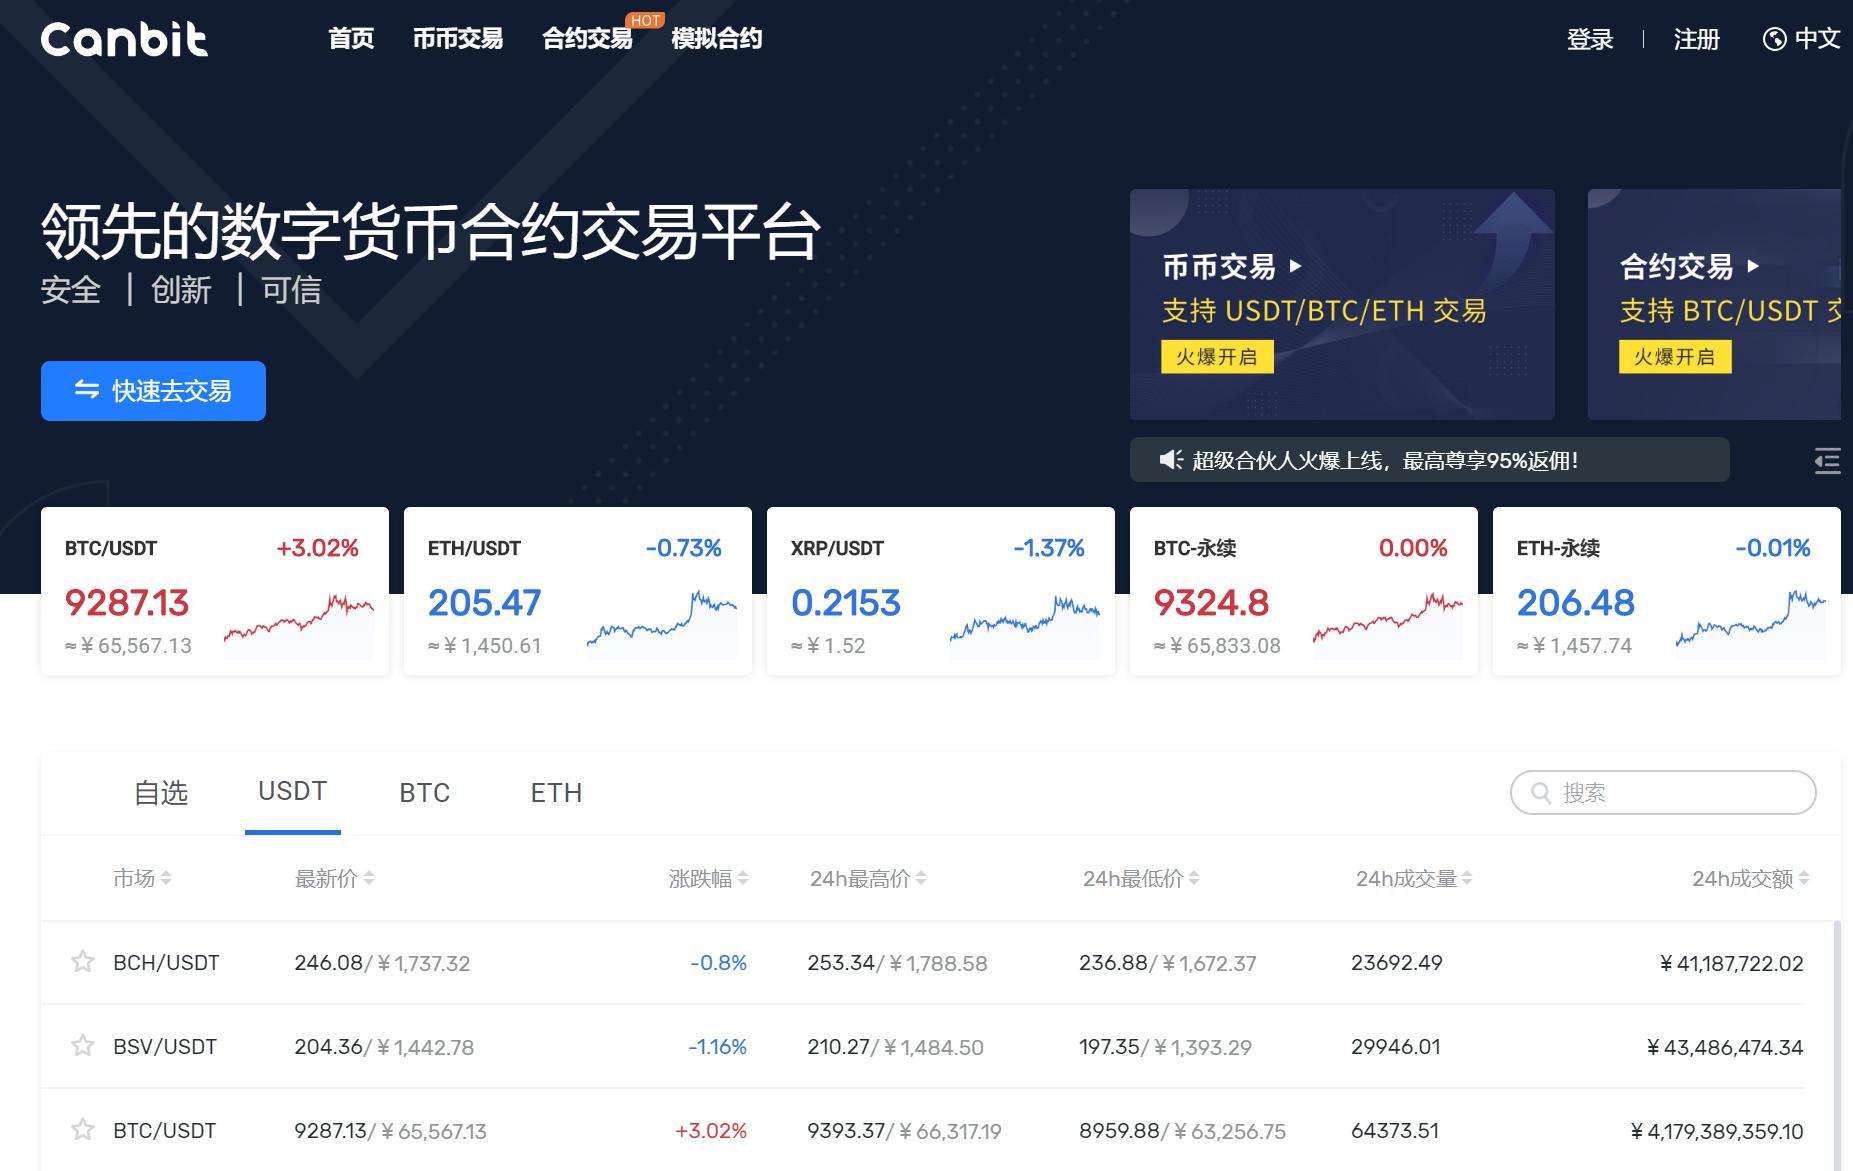 Canbit 首页 币币交易 合约交易 HOT 模拟合约 登录 注册 中文
领先的数字货币合约交易平台
安全 | 创新 | 可信
快速去交易
币币交易
支持 USDT/BTC/ETH 交易
火爆开启
合约交易
支持 BTC/USDT
火爆开启
超级合伙人火爆上线，最高尊享95%返佣！
BTC/USDT +3.02%
9287.13
≈ ¥ 65,567.13
ETH/USDT -0.73%
205.47
≈ ¥ 1,450.61
XRP/USDT -1.37%
0.2153
≈ ¥ 1.52
BTC-永续 0.00%
9324.8
≈ ¥ 65,833.08
ETH-永续 -0.01%
206.48
≈ ¥ 1,457.74
自选 USDT BTC ETH 搜索
市场 最新价 涨跌幅 24h最高价 24h最低价 24h成交量 24h成交额
BCH/USDT 246.08/ ¥ 1,737.32 -0.8% 253.34/ ¥ 1,788.58 236.88/ ¥ 1,672.37 23692.49 ¥ 41,187,722.02
BSV/USDT 204.36/ ¥ 1,442.78 -1.16% 210.27/ ¥ 1,484.50 197.35/ ¥ 1,393.29 29946.01 ¥ 43,486,474.34
BTC/USDT 9287.13/ ¥ 65,567.13 +3.02% 9393.37/ ¥ 66,317.19 8959.88/ ¥ 63,256.75 64373.51 ¥ 4,179,389,359.10